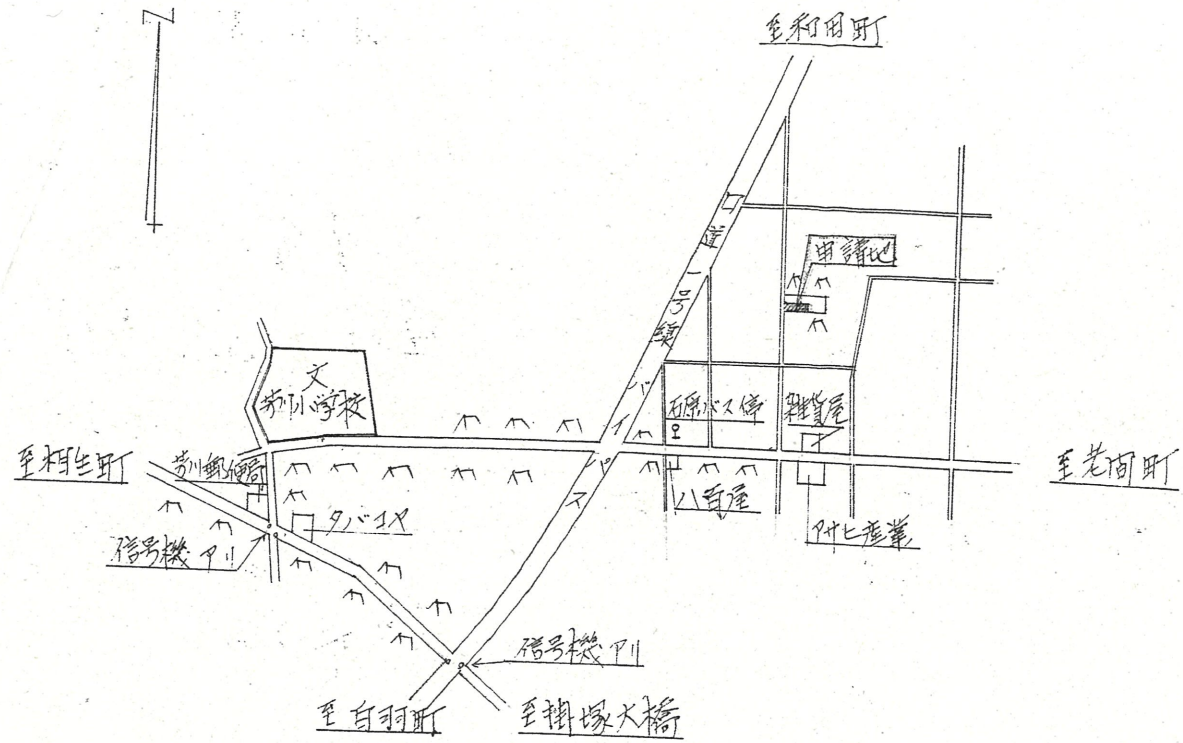 至和田町
申請地
国道一号線バイパス
文
芳川小学校
石原バス停
雑貨屋
至相生町
芳川郵便局
至老間町
八百屋
タバコヤ
アサヒ産業
信号機アリ
信号機アリ
至白羽町
至掛塚大橋
N